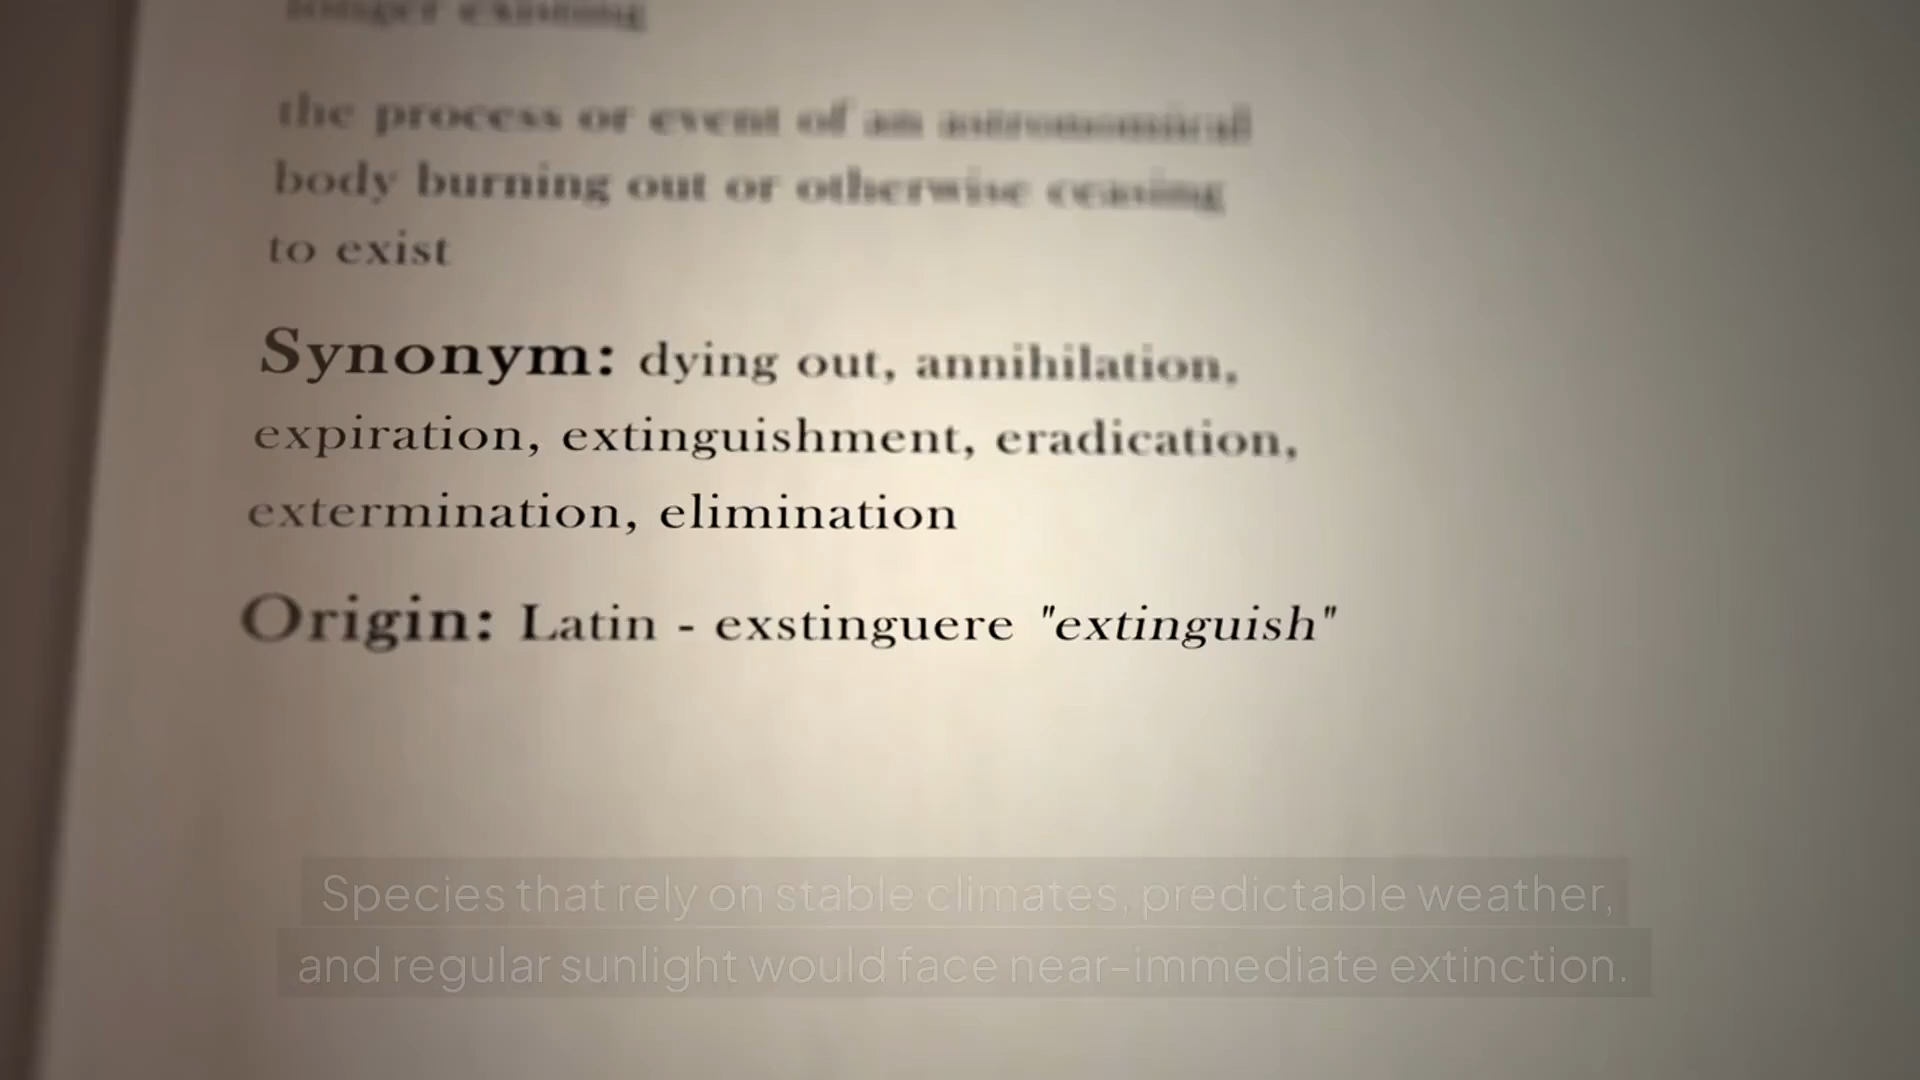 longer existing
the process or event of an astronomical
body burning out or otherwise ceasing
to exist
Synonym: dying out, annihilation,
expiration, extinguishment, eradication,
extermination, elimination
Origin: Latin - exstinguere "extinguish"
Species that rely on stable climates, predictable weather,
and regular sunlight would face near-immediate extinction.